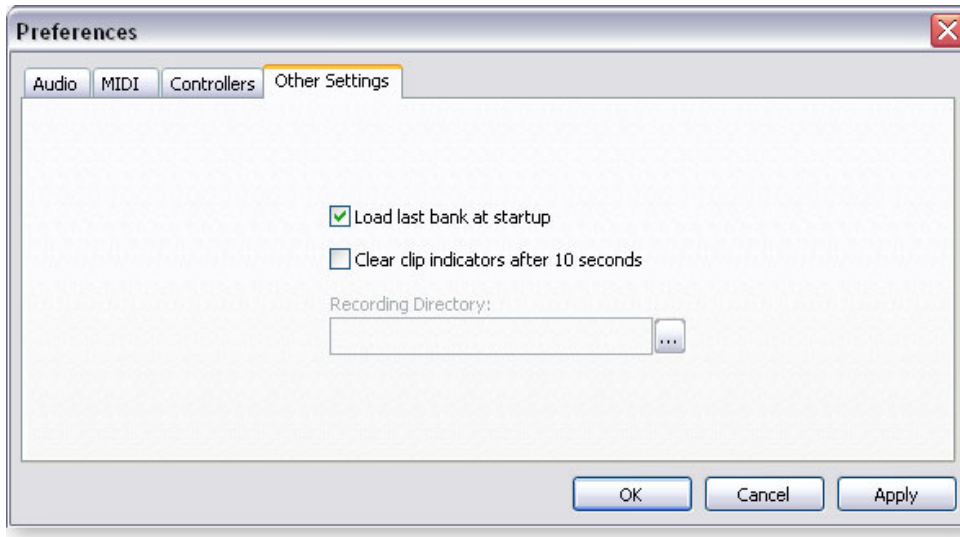 Preferences
Audio MIDI Controllers Other Settings
Load last bank at startup
Clear clip indicators after 10 seconds
Recording Directory:
...
OK Cancel Apply